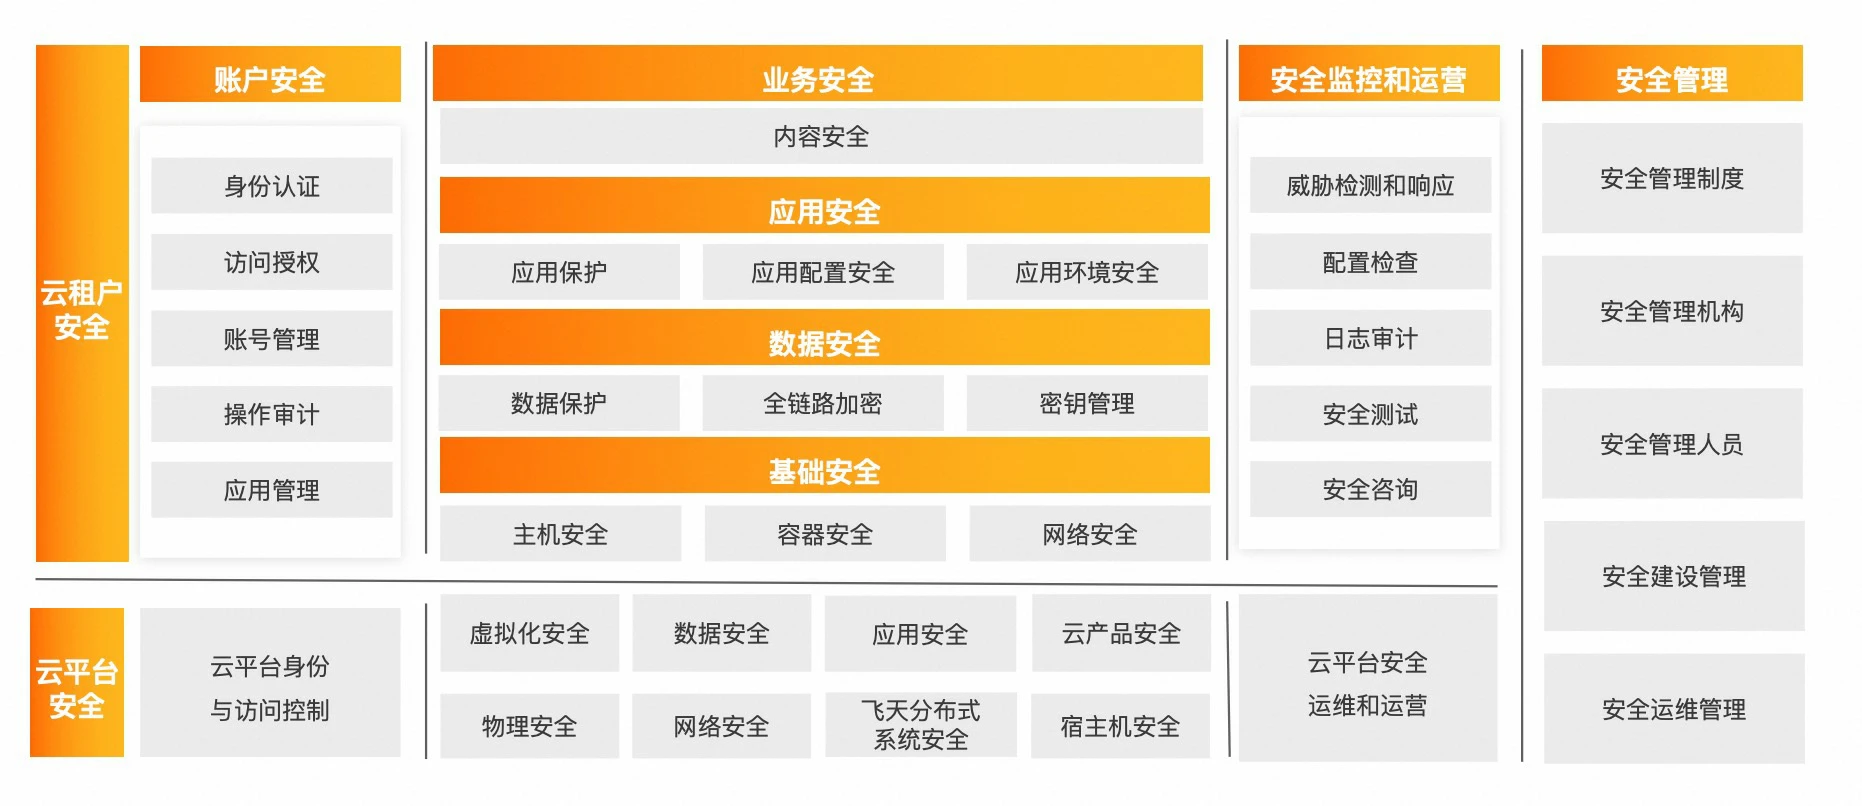 云租户
安全
账户安全
身份认证
访问授权
账号管理
操作审计
应用管理
业务安全
内容安全
应用安全
应用保护
应用配置安全
应用环境安全
数据安全
数据保护
全链路加密
密钥管理
基础安全
主机安全
容器安全
网络安全
安全监控和运营
威胁检测和响应
配置检查
日志审计
安全测试
安全咨询
云平台
安全
云平台身份
与访问控制
虚拟化安全
数据安全
应用安全
云产品安全
物理安全
网络安全
飞天分布式
系统安全
宿主机安全
云平台安全
运维和运营
安全管理
安全管理制度
安全管理机构
安全管理人员
安全建设管理
安全运维管理